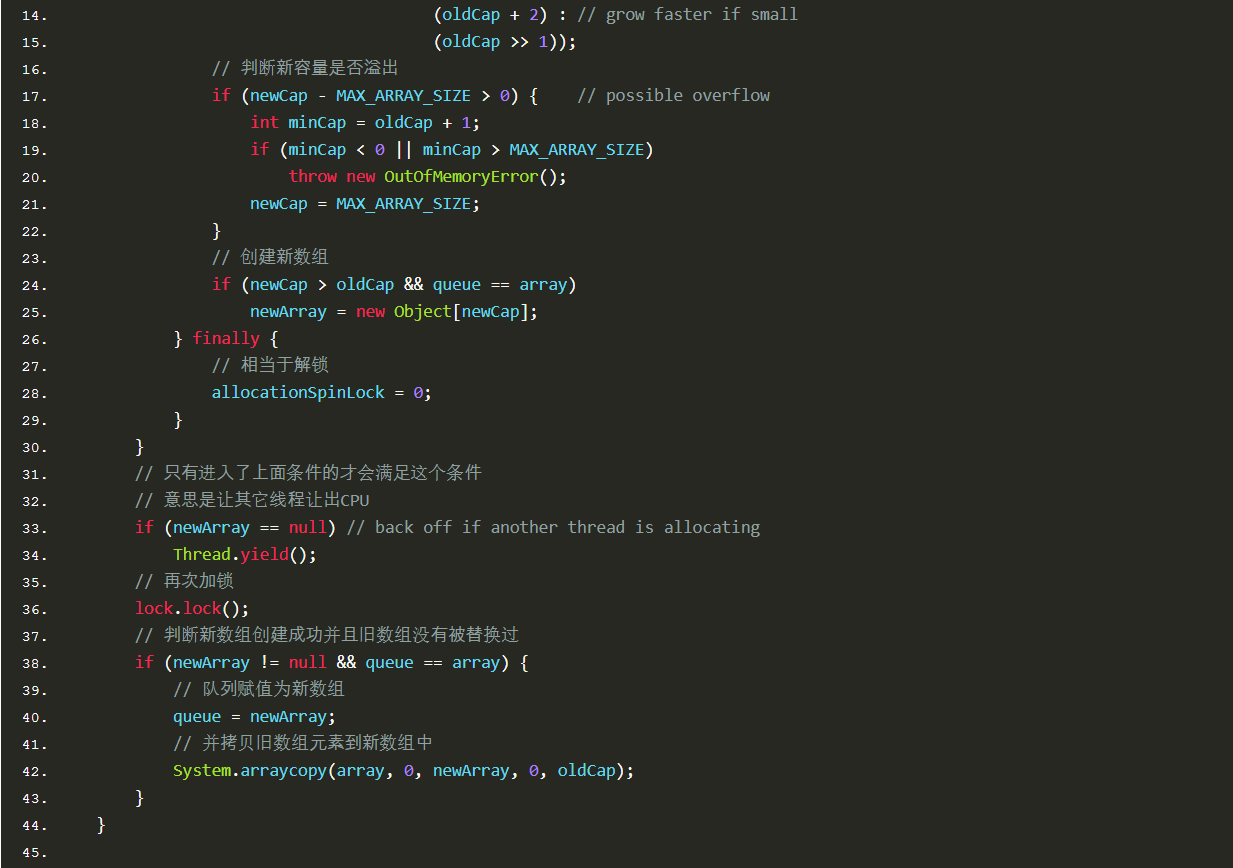 14. (oldCap + 2) : // grow faster if small
15. (oldCap >> 1));
16. // 判断新容量是否溢出
17. if (newCap - MAX_ARRAY_SIZE > 0) { // possible overflow
18. int minCap = oldCap + 1;
19. if (minCap < 0 || minCap > MAX_ARRAY_SIZE)
20. throw new OutOfMemoryError();
21. newCap = MAX_ARRAY_SIZE;
22. }
23. // 创建新数组
24. if (newCap > oldCap && queue == array)
25. newArray = new Object[newCap];
26. } finally {
27. // 相当于解锁
28. allocationSpinLock = 0;
29. }
30. }
31. // 只有进入了上面条件的才会满足这个条件
32. // 意思是让其它线程让出CPU
33. if (newArray == null) // back off if another thread is allocating
34. Thread.yield();
35. // 再次加锁
36. lock.lock();
37. // 判断新数组创建成功并且旧数组没有被替换过
38. if (newArray != null && queue == array) {
39. // 队列赋值为新数组
40. queue = newArray;
41. // 并拷贝旧数组元素到新数组中
42. System.arraycopy(array, 0, newArray, 0, oldCap);
43. }
44. }
45.